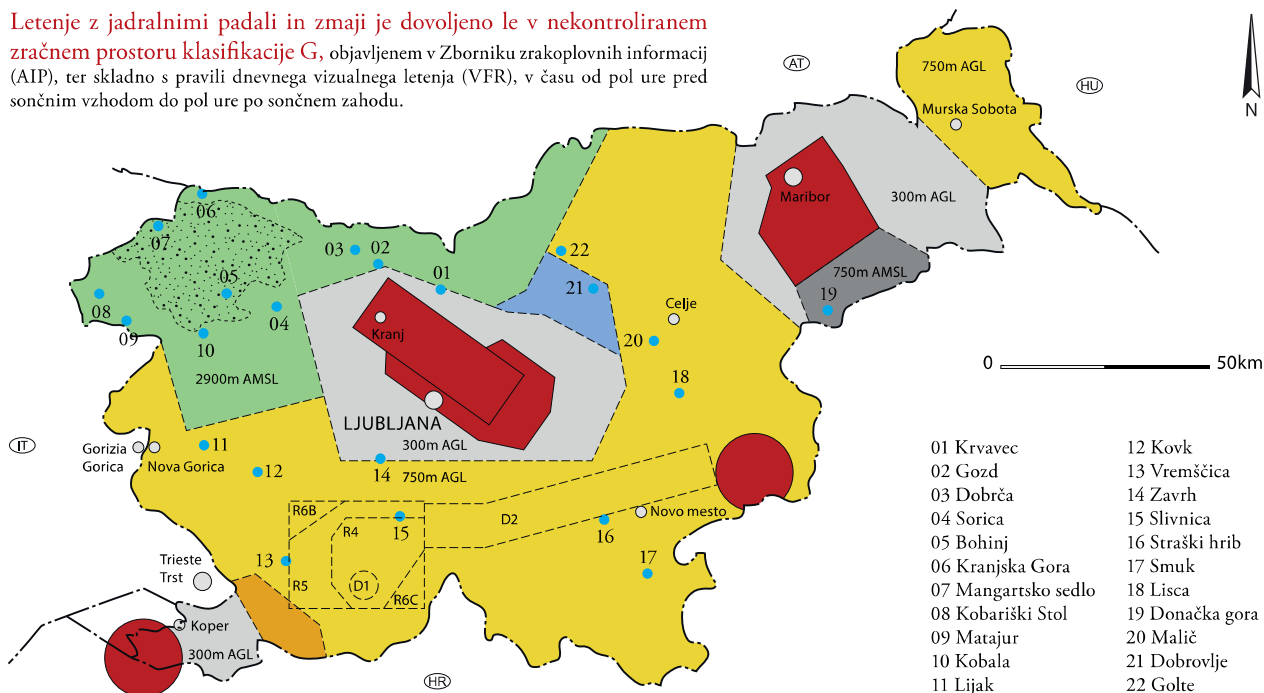 Letenje z jadralnimi padali in zmaji je dovoljeno le v nekontroliranem
zračnem prostoru klasifikacije G, objavljenem v Zborniku zrakoplovnih informacij
(AIP), ter skladno s pravili dnevnega vizualnega letenja (VFR), v času od pol ure pred
sončnim vzhodom do pol ure po sončnem zahodu.
AT
HU
N
750m AGL
Murska Sobota
Maribor
300m AGL
750m AMSL
19
06
07
05
08
09
04
10
2900m AMSL
03
02
01
22
21
Kranj
LJUBLJANA
300m AGL
Celje
20
18
0
50km
IT
Gorizia
Gorica
Nova Gorica
11
12
14
750m AGL
R6B
R4
15
D2
16
Novo mesto
17
Trieste
Trst
13
R5
D1
R6C
Koper
300m AGL
HR
01 Krvavec
02 Gozd
03 Dobrča
04 Sorica
05 Bohinj
06 Kranjska Gora
07 Mangartsko sedlo
08 Kobariški Stol
09 Matajur
10 Kobala
11 Lijak
12 Kovk
13 Vremščica
14 Zavrh
15 Slivnica
16 Straški hrib
17 Smuk
18 Lisca
19 Donačka gora
20 Malič
21 Dobrovlje
22 Golte